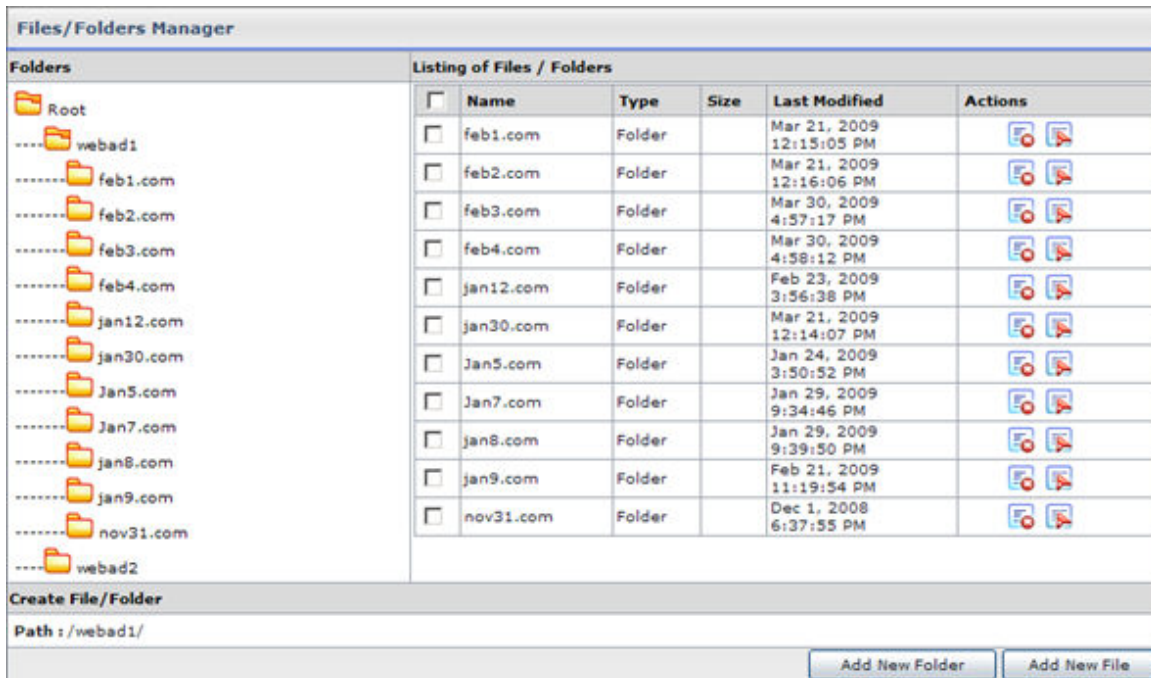 Files/Folders Manager
Folders
Root
webad1
feb1.com
feb2.com
feb3.com
feb4.com
jan12.com
jan30.com
Jan5.com
Jan7.com
jan8.com
jan9.com
nov31.com
webad2
Listing of Files / Folders
Name Type Size Last Modified Actions
feb1.com Folder Mar 21, 2009
12:15:05 PM
feb2.com Folder Mar 21, 2009
12:16:06 PM
feb3.com Folder Mar 30, 2009
4:57:17 PM
feb4.com Folder Mar 30, 2009
4:58:12 PM
jan12.com Folder Feb 23, 2009
3:56:38 PM
jan30.com Folder Mar 21, 2009
12:14:07 PM
Jan5.com Folder Jan 24, 2009
3:50:52 PM
Jan7.com Folder Jan 29, 2009
9:34:46 PM
jan8.com Folder Jan 29, 2009
9:39:50 PM
jan9.com Folder Feb 21, 2009
11:19:54 PM
nov31.com Folder Dec 1, 2008
6:37:55 PM
Create File/Folder
Path : /webad1/
Add New Folder Add New File